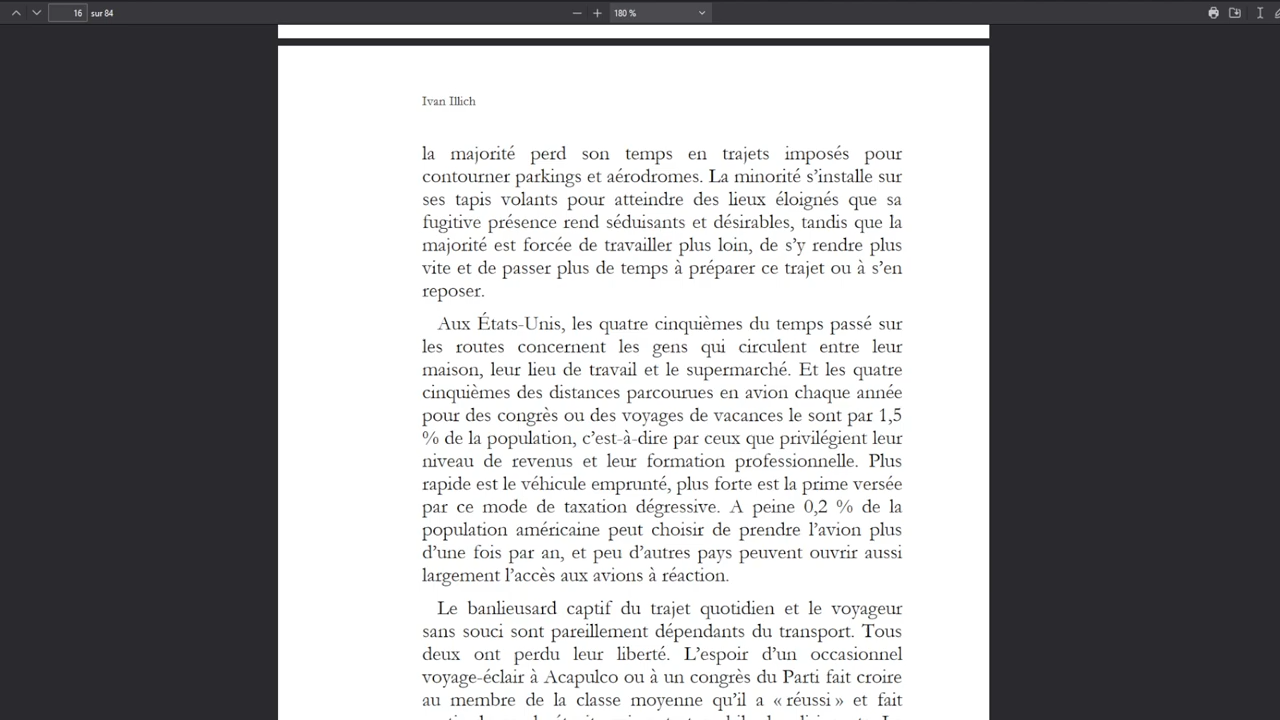 16 sur 84
180 %
Ivan Illich
la majorité perd son temps en trajets imposés pour
contourner parkings et aérodromes. La minorité s'installe sur
ses tapis volants pour atteindre des lieux éloignés que sa
fugitive présence rend séduisants et désirables, tandis que la
majorité est forcée de travailler plus loin, de s'y rendre plus
vite et de passer plus de temps à préparer ce trajet ou à s'en
reposer.
Aux États-Unis, les quatre cinquièmes du temps passé sur
les routes concernent les gens qui circulent entre leur
maison, leur lieu de travail et le supermarché. Et les quatre
cinquièmes des distances parcourues en avion chaque année
pour des congrès ou des voyages de vacances le sont par 1,5
% de la population, c'est-à-dire par ceux que privilégient leur
niveau de revenus et leur formation professionnelle. Plus
rapide est le véhicule emprunté, plus forte est la prime versée
par ce mode de taxation dégressive. A peine 0,2 % de la
population américaine peut choisir de prendre l'avion plus
d'une fois par an, et peu d'autres pays peuvent ouvrir aussi
largement l'accès aux avions à réaction.
Le banlieusard captif du trajet quotidien et le voyageur
sans souci sont pareillement dépendants du transport. Tous
deux ont perdu leur liberté. L'espoir d'un occasionnel
voyage-éclair à Acapulco ou à un congrès du Parti fait croire
au membre de la classe moyenne qu'il a « réussi » et fait